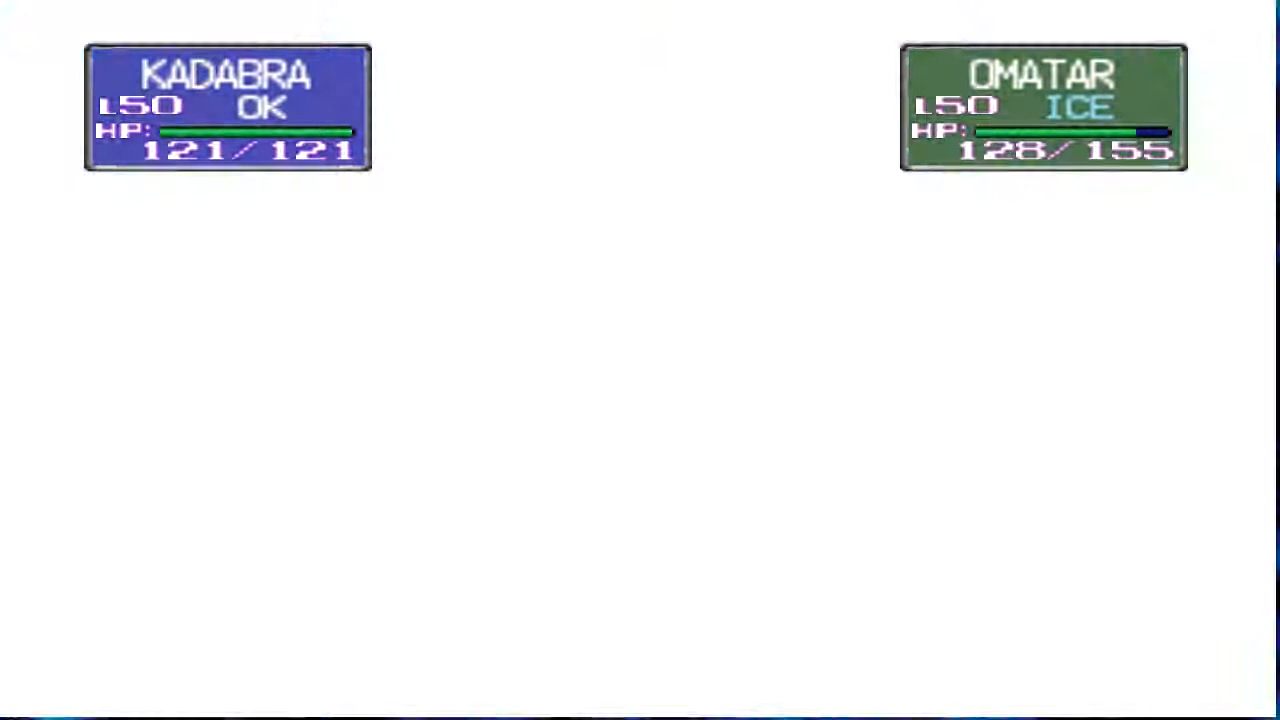 KADABRA
L50 OK
HP:
121/121
OMATAR
L50 ICE
HP:
128/155